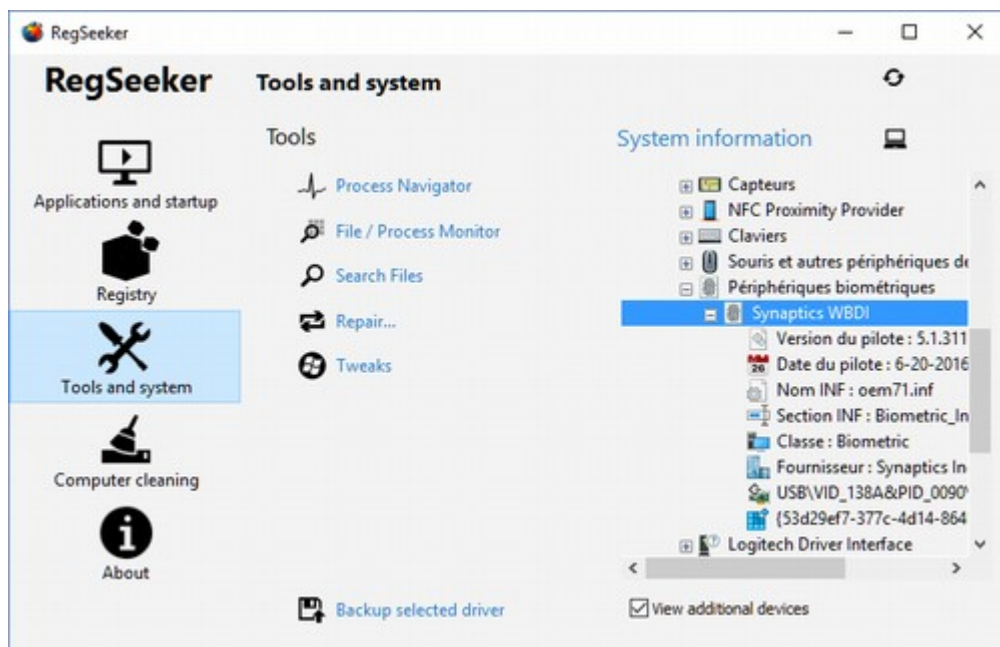 RegSeeker
RegSeeker
Tools and system
Applications and startup
Registry
Tools and system
Computer cleaning
About
Tools
Process Navigator
File / Process Monitor
Search Files
Repair...
Tweaks
Backup selected driver
System information
Capteurs
NFC Proximity Provider
Claviers
Souris et autres périphériques de
Périphériques biométriques
Synaptics WBDI
Version du pilote : 5.1.311
Date du pilote : 6-20-2016
Nom INF : oem71.inf
Section INF : Biometric_In
Classe : Biometric
Fournisseur : Synaptics In
USB\VID_138A&PID_0090\
{53d29ef7-377c-4d14-864
Logitech Driver Interface
View additional devices